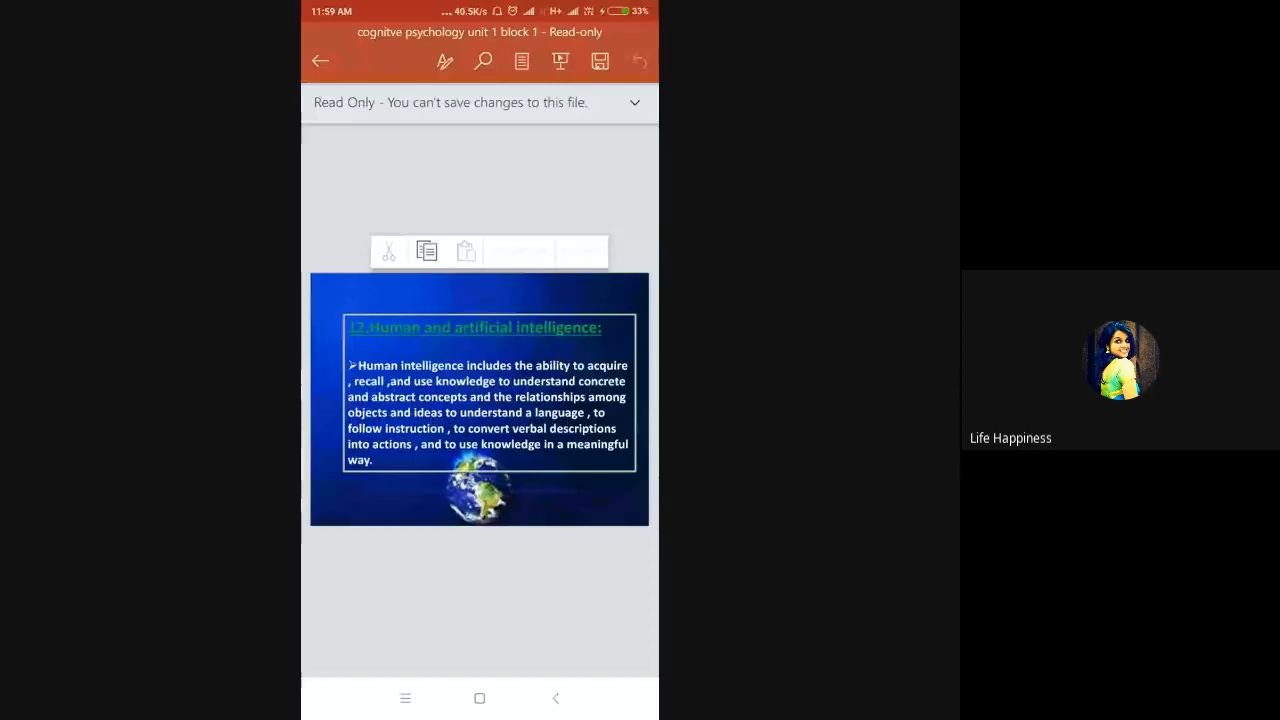 11:59 AM
... 40.5K/s
H+
33%
cognitve psychology unit 1 block 1 - Read-only
Read Only - You can't save changes to this file.
12.Human and artificial intelligence:
➢Human intelligence includes the ability to acquire
, recall ,and use knowledge to understand concrete
and abstract concepts and the relationships among
objects and ideas to understand a language , to
follow instruction , to convert verbal descriptions
into actions , and to use knowledge in a meaningful
way.
Life Happiness